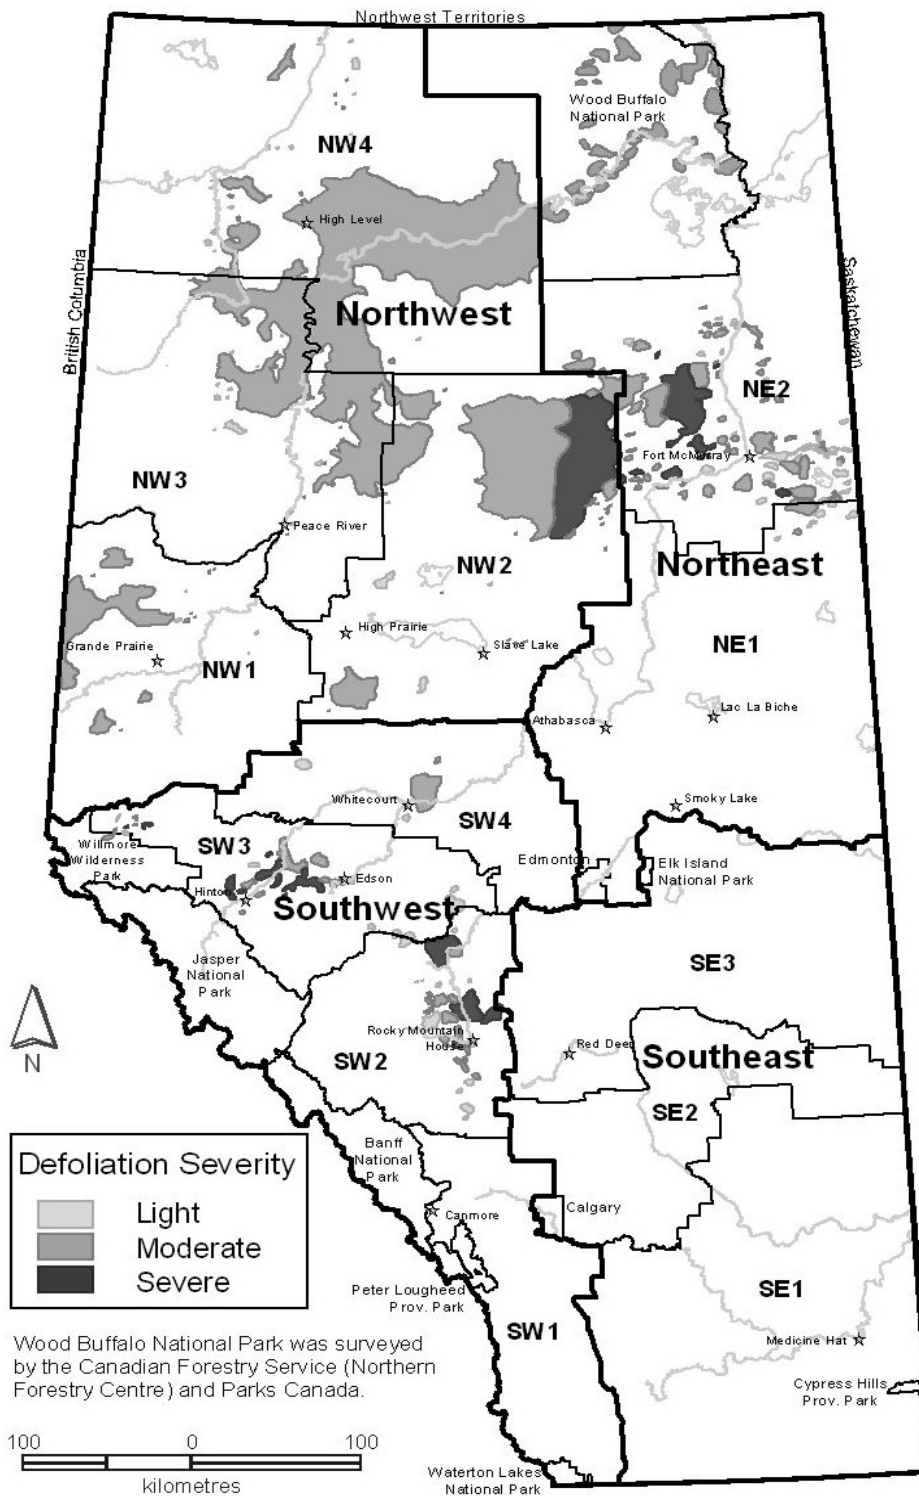 Northwest Territories
Wood Buffalo
National Park
NW4
High Level
British Columbia
Saskatchewan
Northwest
NE2
Fort McMurray
NW3
Peace River
NW2
Northeast
High Prairie
Slave Lake
NE1
Grande Prairie
NW1
Athabasca
Lac La Biche
Whitecourt
Smoky Lake
SW4
SW3
Willmore
Wilderness
Park
Edmonton
Elk Island
National Park
Edson
Hinton
Southwest
Jasper
National
Park
SE3
N
Rocky Mountain
House
Red Deer
Southeast
SW2
SE2
Banff
National
Park
Defoliation Severity
Light
Moderate
Severe
Canmore
Calgary
Peter Lougheed
Prov. Park
SE1
SW1
Medicine Hat
Wood Buffalo National Park was surveyed
by the Canadian Forestry Service (Northern
Forestry Centre) and Parks Canada.
Cypress Hills
Prov. Park
100 0 100
kilometres
Waterton Lakes
National Park